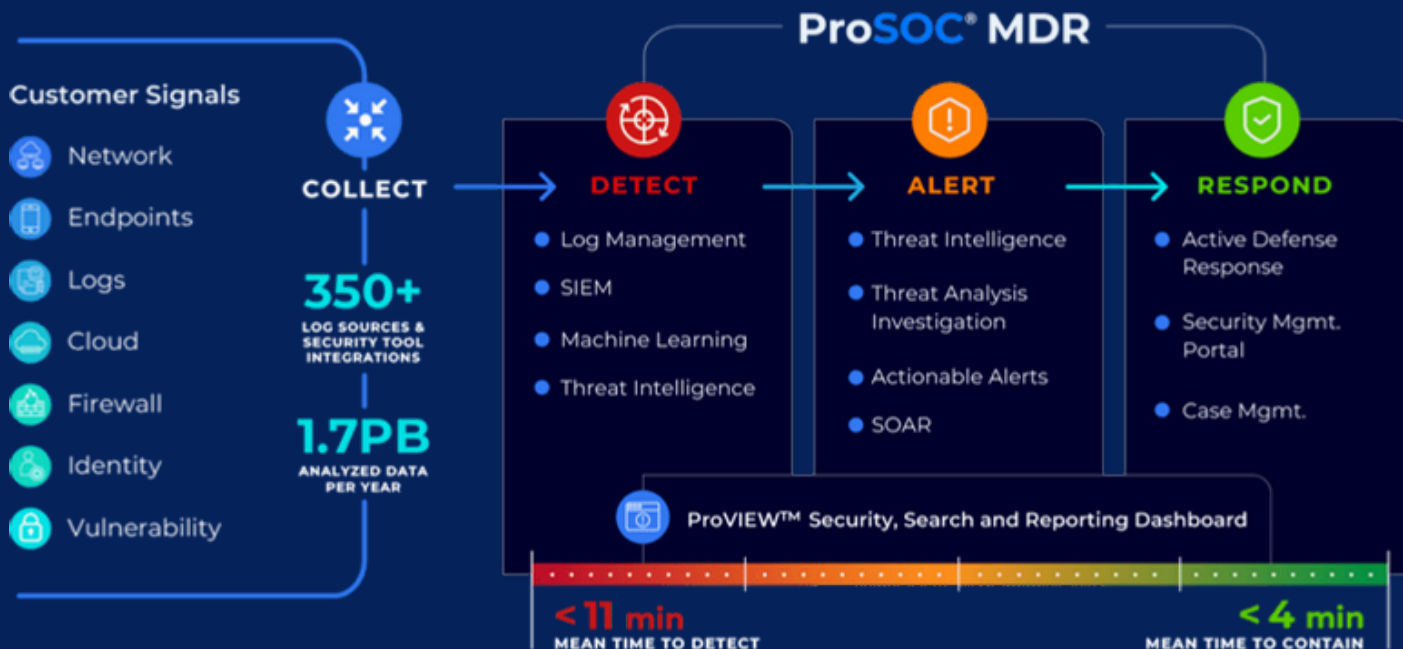 ProSOC® MDR
Customer Signals
Network
Endpoints
Logs
Cloud
Firewall
Identity
Vulnerability
COLLECT
350+
LOG SOURCES &
SECURITY TOOL
INTEGRATIONS
1.7PB
ANALYZED DATA
PER YEAR
DETECT
Log Management
SIEM
Machine Learning
Threat Intelligence
ALERT
Threat Intelligence
Threat Analysis
Investigation
Actionable Alerts
SOAR
RESPOND
Active Defense
Response
Security Mgmt.
Portal
Case Mgmt.
ProVIEW™ Security, Search and Reporting Dashboard
< 11 min
MEAN TIME TO DETECT
< 4 min
MEAN TIME TO CONTAIN